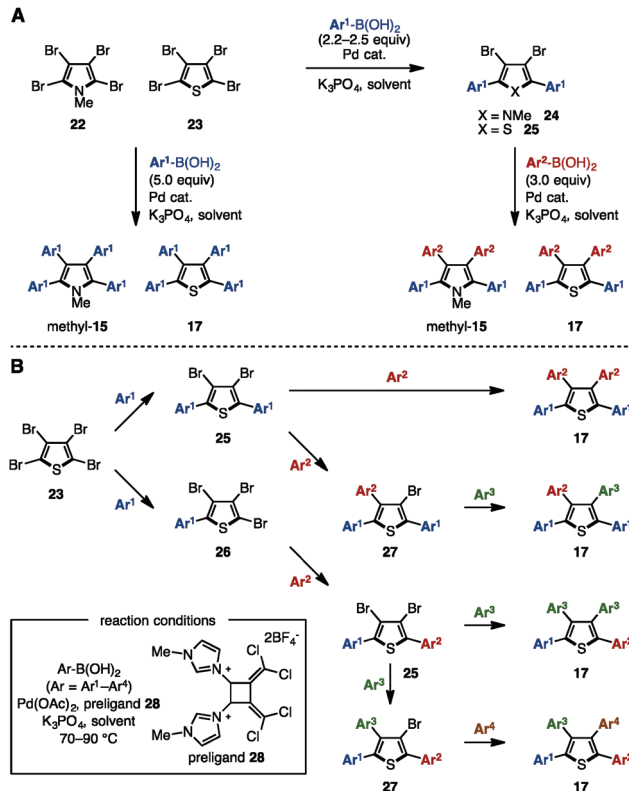 A
Br Br
Br N Br
Me
22
Br Br
Br S Br
23
Ar¹-B(OH)₂
(2.2–2.5 equiv)
Pd cat.
K₃PO₄, solvent
Br Br
Ar¹ X Ar¹
X = NMe 24
X = S 25
Ar¹-B(OH)₂
(5.0 equiv)
Pd cat.
K₃PO₄, solvent
Ar²-B(OH)₂
(3.0 equiv)
Pd cat.
K₃PO₄, solvent
Ar¹ Ar¹
Ar¹ N Ar¹
Me
methyl-15
Ar¹ Ar¹
Ar¹ S Ar¹
17
Ar² Ar²
Ar¹ N Ar¹
Me
methyl-15
Ar² Ar²
Ar¹ S Ar¹
17
B
Br Br
Br S Br
23
Ar¹
Br Br
Ar¹ S Ar¹
25
Ar²
Ar² Ar²
Ar¹ S Ar¹
17
Ar¹
Br Br
Ar¹ S Br
26
Ar²
Ar² Br
Ar¹ S Ar¹
27
Ar³
Ar² Ar³
Ar¹ S Ar¹
17
Ar²
Br Br
Ar¹ S Ar²
25
Ar³
Ar³ Ar³
Ar¹ S Ar²
17
Ar³
Ar³ Br
Ar¹ S Ar²
27
Ar⁴
Ar³ Ar⁴
Ar¹ S Ar²
17
reaction conditions
Ar-B(OH)₂
(Ar = Ar¹–Ar⁴)
Pd(OAc)₂, preligand 28
K₃PO₄, solvent
70–90 °C
2BF₄⁻
Me N N + Cl Cl
Me N N + Cl Cl
preligand 28